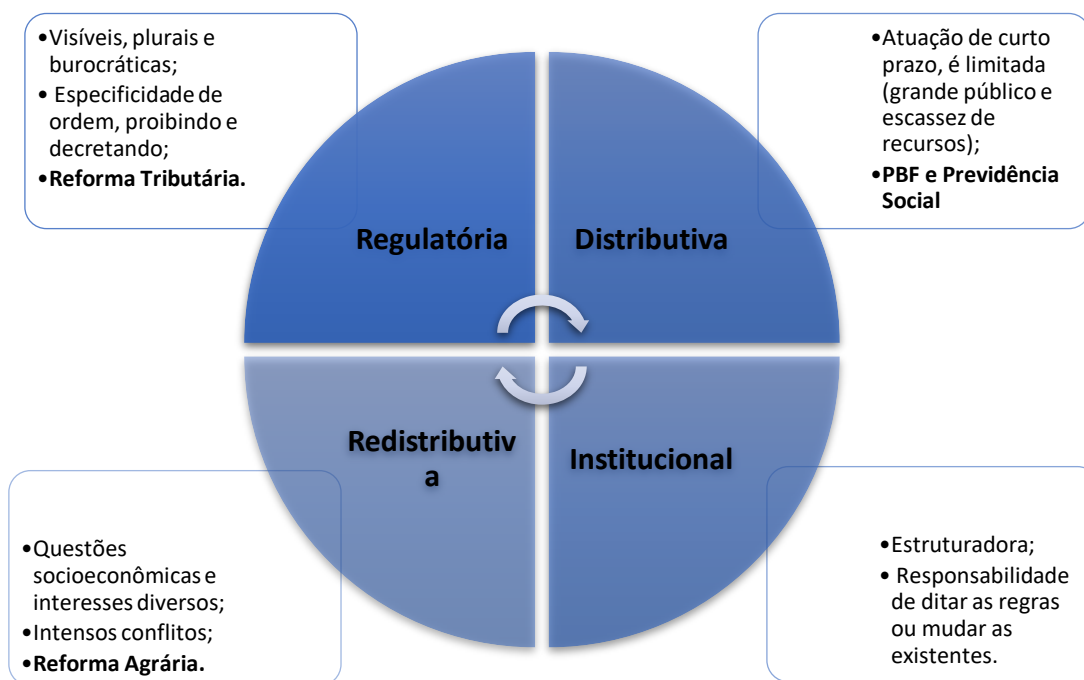 •Visíveis, plurais e
burocráticas;
• Especificidade de
ordem, proibindo e
decretando;
•Reforma Tributária.
•Atuação de curto
prazo, é limitada
(grande público e
escassez de
recursos);
•PBF e Previdência
Social
Regulatória
Distributiva
Redistributiv
a
Institucional
•Questões
socioeconômicas e
interesses diversos;
•Intensos conflitos;
•Reforma Agrária.
•Estruturadora;
• Responsabilidade
de ditar as regras
ou mudar as
existentes.